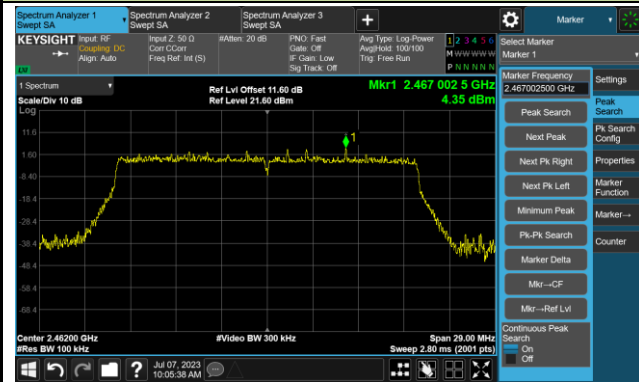 Spectrum Analyzer 1
Swept SA
Spectrum Analyzer 2
Swept SA
Spectrum Analyzer 3
Swept SA
+
Marker
KEYSIGHT
Input: RF
Coupling: DC
Align: Auto
Input Z: 50 Ω
Corr CCorr
Freq Ref: Int (S)
#Atten: 20 dB
PNO: Fast
Gate: Off
IF Gain: Low
Sig Track: Off
Avg Type: Log-Power
Avg|Hold: 100/100
Trig: Free Run
1 2 3 4 5 6
M W W W W W
P N N N N N
LW
Select Marker
Marker 1
1 Spectrum
Scale/Div 10 dB
Log
Ref Lvl Offset 11.60 dB
Ref Level 21.60 dBm
Mkr1 2.467 002 5 GHz
4.35 dBm
1
11.6
1.60
-8.40
-18.4
-28.4
-38.4
-48.4
-58.4
-68.4
Center 2.46200 GHz
#Res BW 100 kHz
#Video BW 300 kHz
Span 29.00 MHz
Sweep 2.80 ms (2001 pts)
Marker Frequency
2.467002500 GHz
Peak Search
Next Peak
Next Pk Right
Next Pk Left
Minimum Peak
Pk-Pk Search
Marker Delta
Mkr→CF
Mkr→Ref Lvl
Continuous Peak
Search
On
Off
Settings
Peak
Search
Pk Search
Config
Properties
Marker
Function
Marker→
Counter
?
Jul 07, 2023
10:05:38 AM